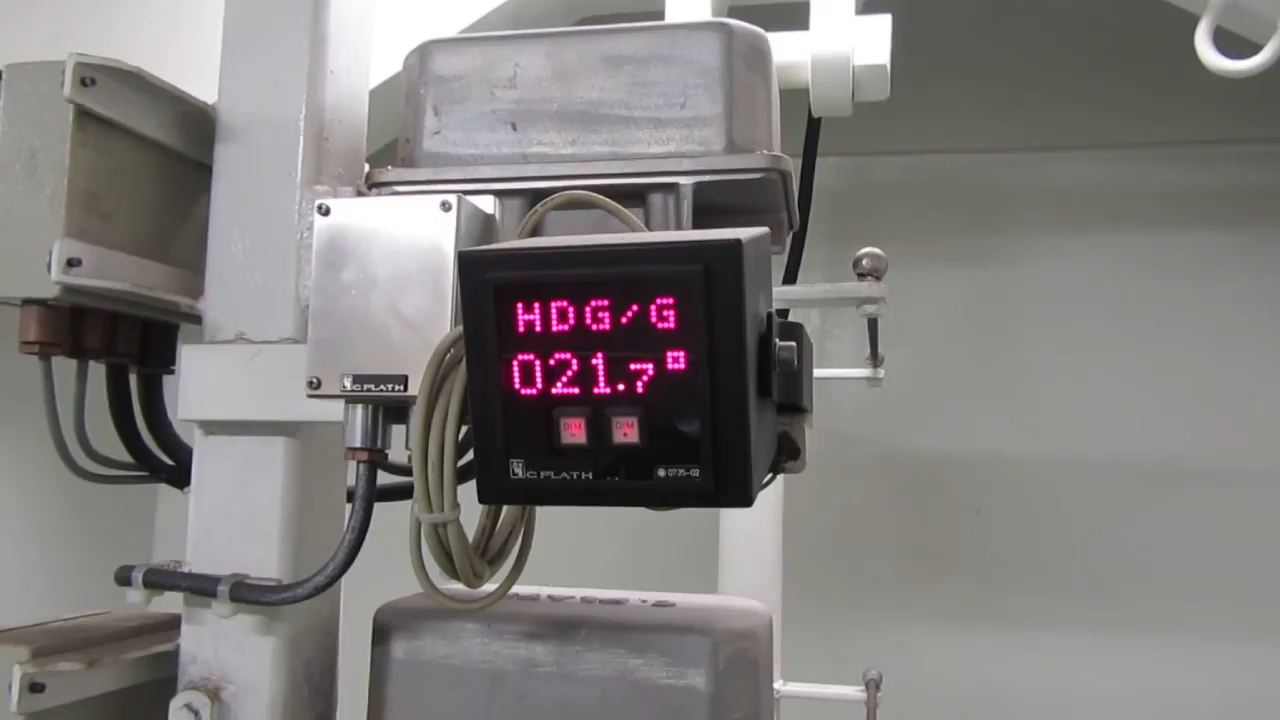 C PLATH
HDG/G
021.7°
DIM - DIM +
C PLATH
0735-02